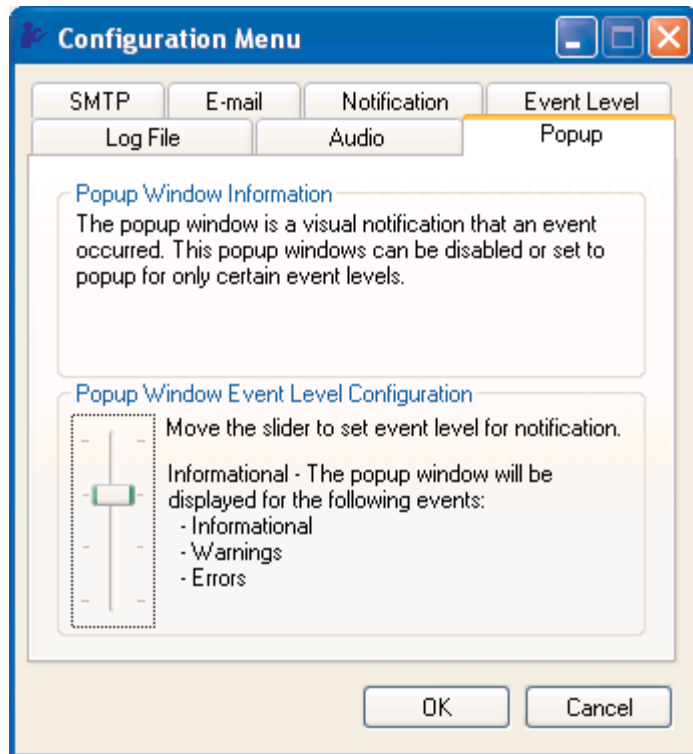 Configuration Menu
SMTP
E-mail
Notification
Event Level
Log File
Audio
Popup
Popup Window Information
The popup window is a visual notification that an event
occurred. This popup windows can be disabled or set to
popup for only certain event levels.
Popup Window Event Level Configuration
Move the slider to set event level for notification.
Informational - The popup window will be
displayed for the following events:
- Informational
- Warnings
- Errors
OK
Cancel